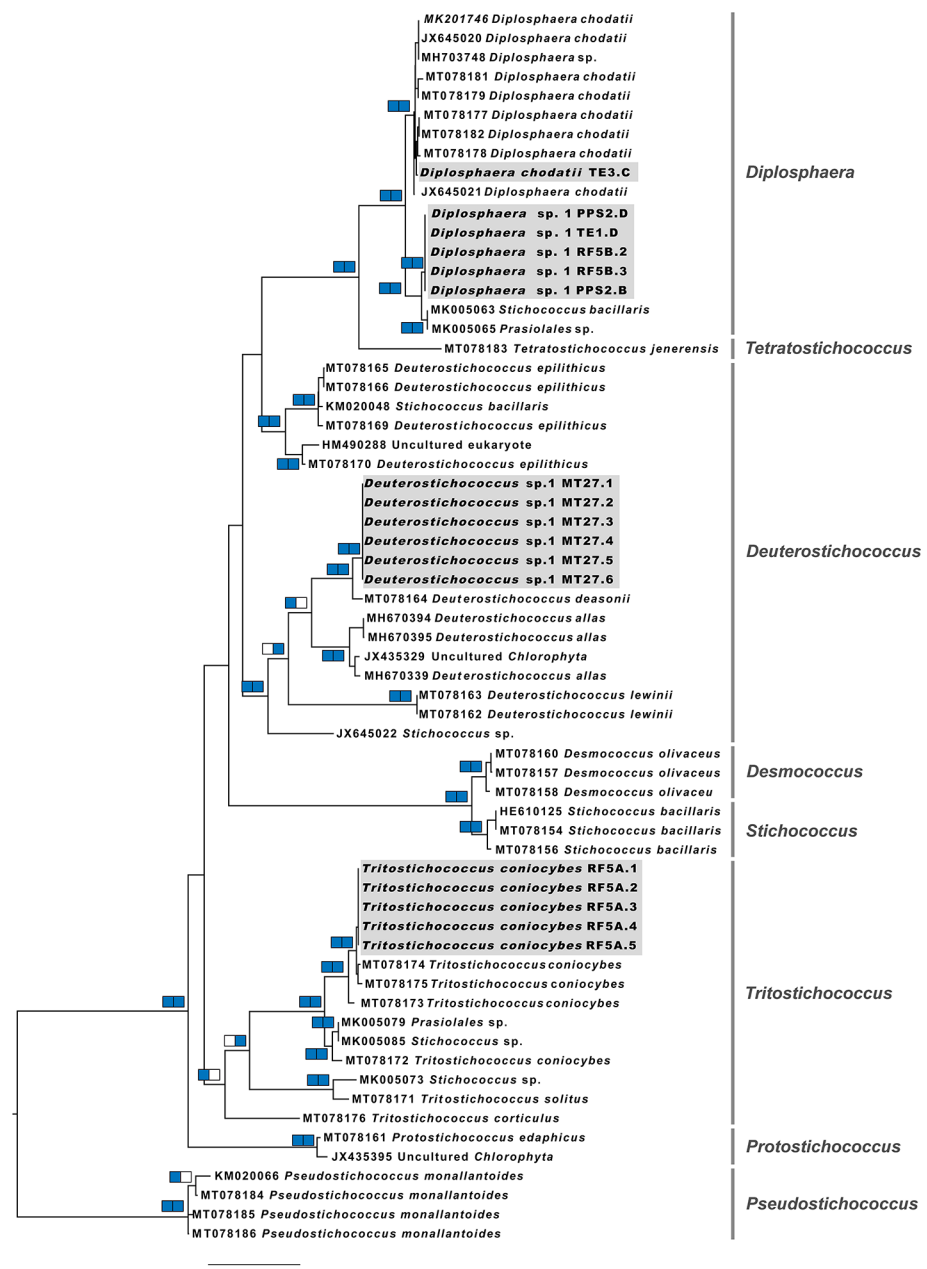 MK201746 Diplosphaera chodatii
JX645020 Diplosphaera chodatii
MH703748 Diplosphaera sp.
MT078181 Diplosphaera chodatii
MT078179 Diplosphaera chodatii
MT078177 Diplosphaera chodatii
MT078182 Diplosphaera chodatii
MT078178 Diplosphaera chodatii
Diplosphaera chodatii TE3.C
Diplosphaera
JX645021 Diplosphaera chodatii
Diplosphaera sp. 1 PPS2.D
Diplosphaera sp. 1 TE1.D
Diplosphaera sp. 1 RF5B.2
Diplosphaera sp. 1 RF5B.3
Diplosphaera sp. 1 PPS2.B
MK005063 Stichococcus bacillaris
MK005065 Prasiolales sp.
MT078183 Tetratostichococcus jenerensis
Tetratostichococcus
MT078165 Deuterostichococcus epilithicus
MT078166 Deuterostichococcus epilithicus
KM020048 Stichococcus bacillaris
MT078169 Deuterostichococcus epilithicus
HM490288 Uncultured eukaryote
MT078170 Deuterostichococcus epilithicus
Deuterostichococcus sp.1 MT27.1
Deuterostichococcus sp.1 MT27.2
Deuterostichococcus sp.1 MT27.3
Deuterostichococcus sp.1 MT27.4
Deuterostichococcus
Deuterostichococcus sp.1 MT27.5
Deuterostichococcus sp.1 MT27.6
MT078164 Deuterostichococcus deasonii
MH670394 Deuterostichococcus allas
MH670395 Deuterostichococcus allas
JX435329 Uncultured Chlorophyta
MH670339 Deuterostichococcus allas
MT078163 Deuterostichococcus lewinii
MT078162 Deuterostichococcus lewinii
JX645022 Stichococcus sp.
MT078160 Desmococcus olivaceus
MT078157 Desmococcus olivaceus
Desmococcus
MT078158 Desmococcus olivaceu
HE610125 Stichococcus bacillaris
MT078154 Stichococcus bacillaris
Stichococcus
MT078156 Stichococcus bacillaris
Tritostichococcus coniocybes RF5A.1
Tritostichococcus coniocybes RF5A.2
Tritostichococcus coniocybes RF5A.3
Tritostichococcus coniocybes RF5A.4
Tritostichococcus coniocybes RF5A.5
MT078174 Tritostichococcus coniocybes
MT078175 Tritostichococcus coniocybes
Tritostichococcus
MT078173 Tritostichococcus coniocybes
MK005079 Prasiolales sp.
MK005085 Stichococcus sp.
MT078172 Tritostichococcus coniocybes
MK005073 Stichococcus sp.
MT078171 Tritostichococcus solitus
MT078176 Tritostichococcus corticulus
MT078161 Protostichococcus edaphicus
Protostichococcus
JX435395 Uncultured Chlorophyta
KM020066 Pseudostichococcus monallantoides
MT078184 Pseudostichococcus monallantoides
Pseudostichococcus
MT078185 Pseudostichococcus monallantoides
MT078186 Pseudostichococcus monallantoides